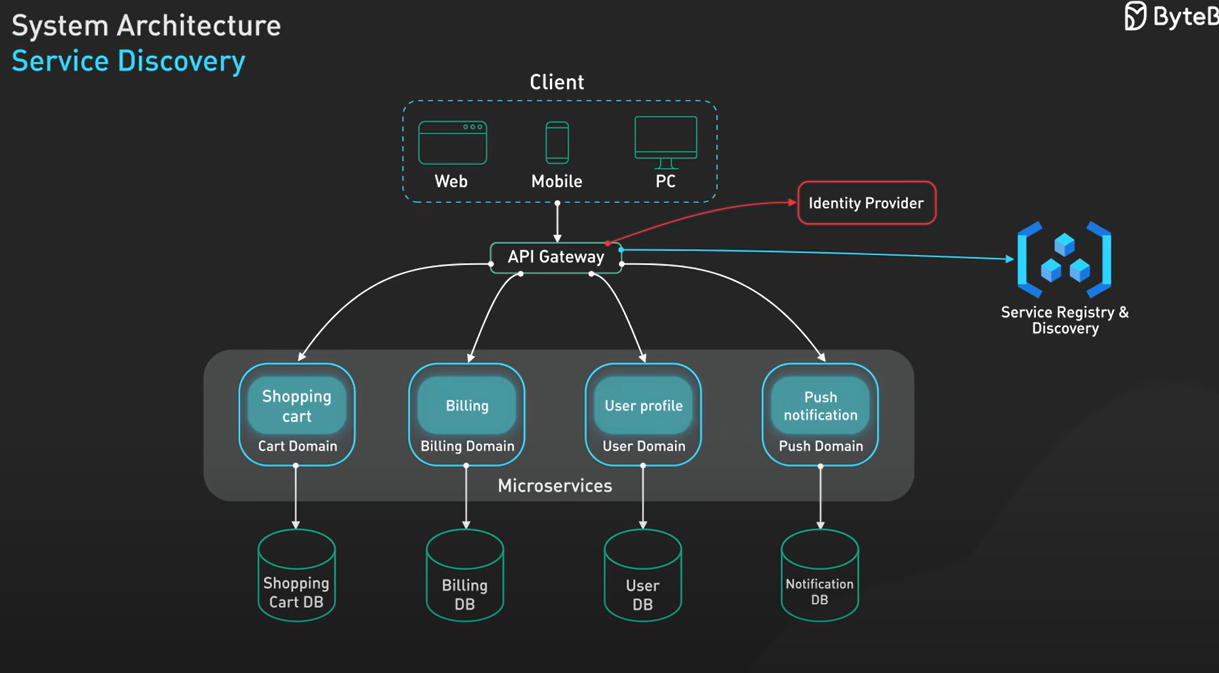 System Architecture
Service Discovery
ByteB
Client
Web
Mobile
PC
Identity Provider
API Gateway
Service Registry &
Discovery
Shopping
cart
Cart Domain
Billing
Billing Domain
User profile
User Domain
Push
notification
Push Domain
Microservices
Shopping
Cart DB
Billing
DB
User
DB
Notification
DB